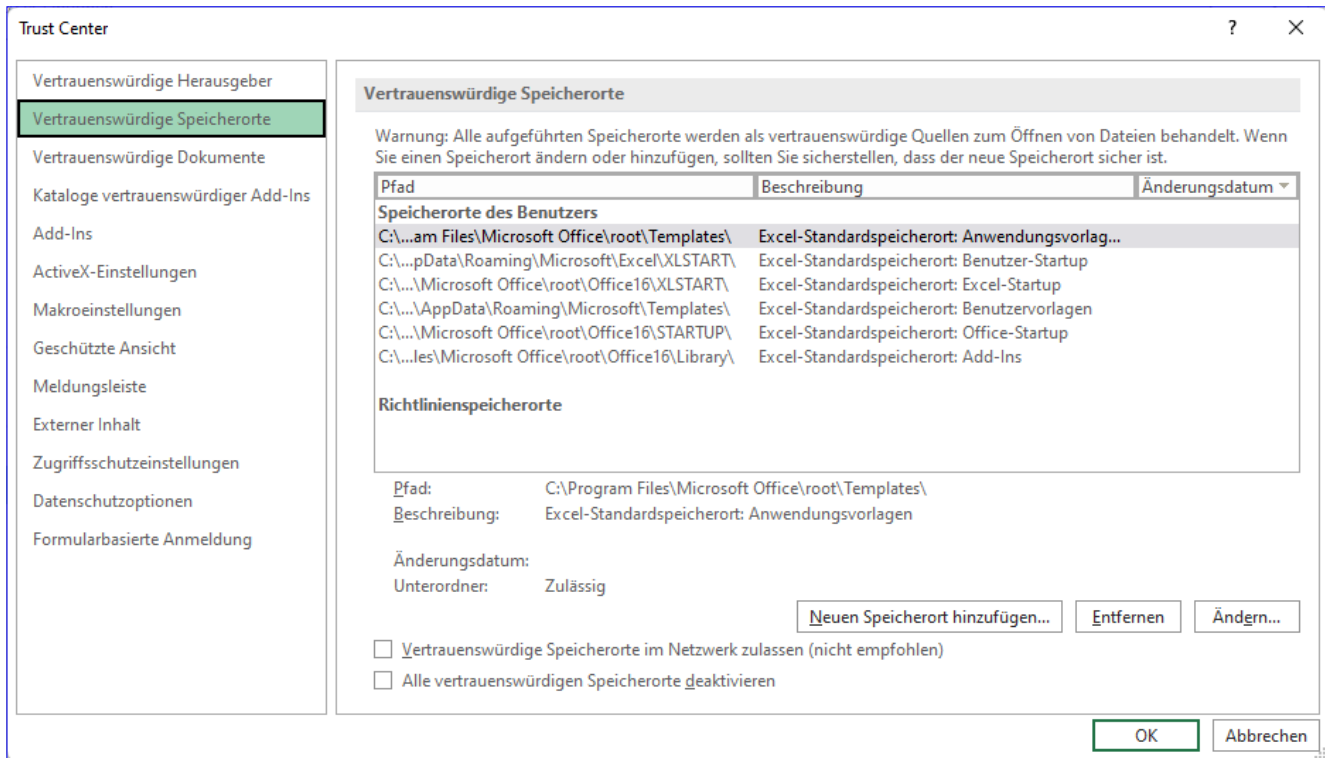 Trust Center
?
Vertrauenswürdige Herausgeber
Vertrauenswürdige Speicherorte
Vertrauenswürdige Dokumente
Kataloge vertrauenswürdiger Add-Ins
Add-Ins
ActiveX-Einstellungen
Makroeinstellungen
Geschützte Ansicht
Meldungsleiste
Externer Inhalt
Zugriffsschutzeinstellungen
Datenschutzoptionen
Formularbasierte Anmeldung
Vertrauenswürdige Speicherorte
Warnung: Alle aufgeführten Speicherorte werden als vertrauenswürdige Quellen zum Öffnen von Dateien behandelt. Wenn
Sie einen Speicherort ändern oder hinzufügen, sollten Sie sicherstellen, dass der neue Speicherort sicher ist.
Pfad Beschreibung Änderungsdatum
Speicherorte des Benutzers
C:\...am Files\Microsoft Office\root\Templates\ Excel-Standardspeicherort: Anwendungsvorlag...
C:\...pData\Roaming\Microsoft\Excel\XLSTART\ Excel-Standardspeicherort: Benutzer-Startup
C:\...\Microsoft Office\root\Office16\XLSTART\ Excel-Standardspeicherort: Excel-Startup
C:\...\AppData\Roaming\Microsoft\Templates\ Excel-Standardspeicherort: Benutzervorlagen
C:\...\Microsoft Office\root\Office16\STARTUP\ Excel-Standardspeicherort: Office-Startup
C:\...les\Microsoft Office\root\Office16\Library\ Excel-Standardspeicherort: Add-Ins
Richtlinienspeicherorte
Pfad: C:\Program Files\Microsoft Office\root\Templates\
Beschreibung: Excel-Standardspeicherort: Anwendungsvorlagen
Änderungsdatum:
Unterordner: Zulässig
Neuen Speicherort hinzufügen... Entfernen Ändern...
Vertrauenswürdige Speicherorte im Netzwerk zulassen (nicht empfohlen)
Alle vertrauenswürdigen Speicherorte deaktivieren
OK Abbrechen